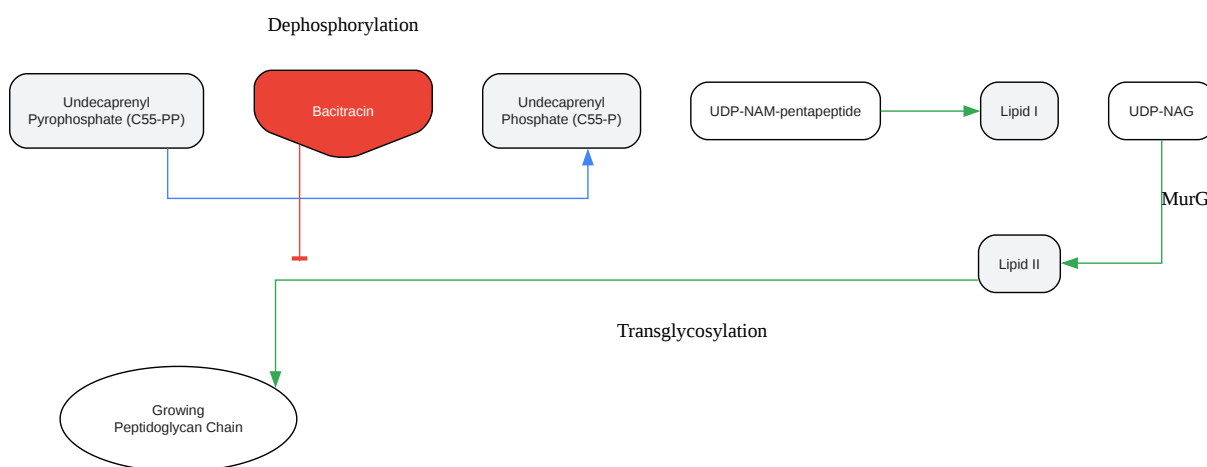 Dephosphorylation
Undecaprenyl
Pyrophosphate (C55-PP)
Bacitracin
Undecaprenyl
Phosphate (C55-P)
UDP-NAM-pentapeptide
Lipid I
UDP-NAG
MurG
Lipid II
Transglycosylation
Growing
Peptidoglycan Chain